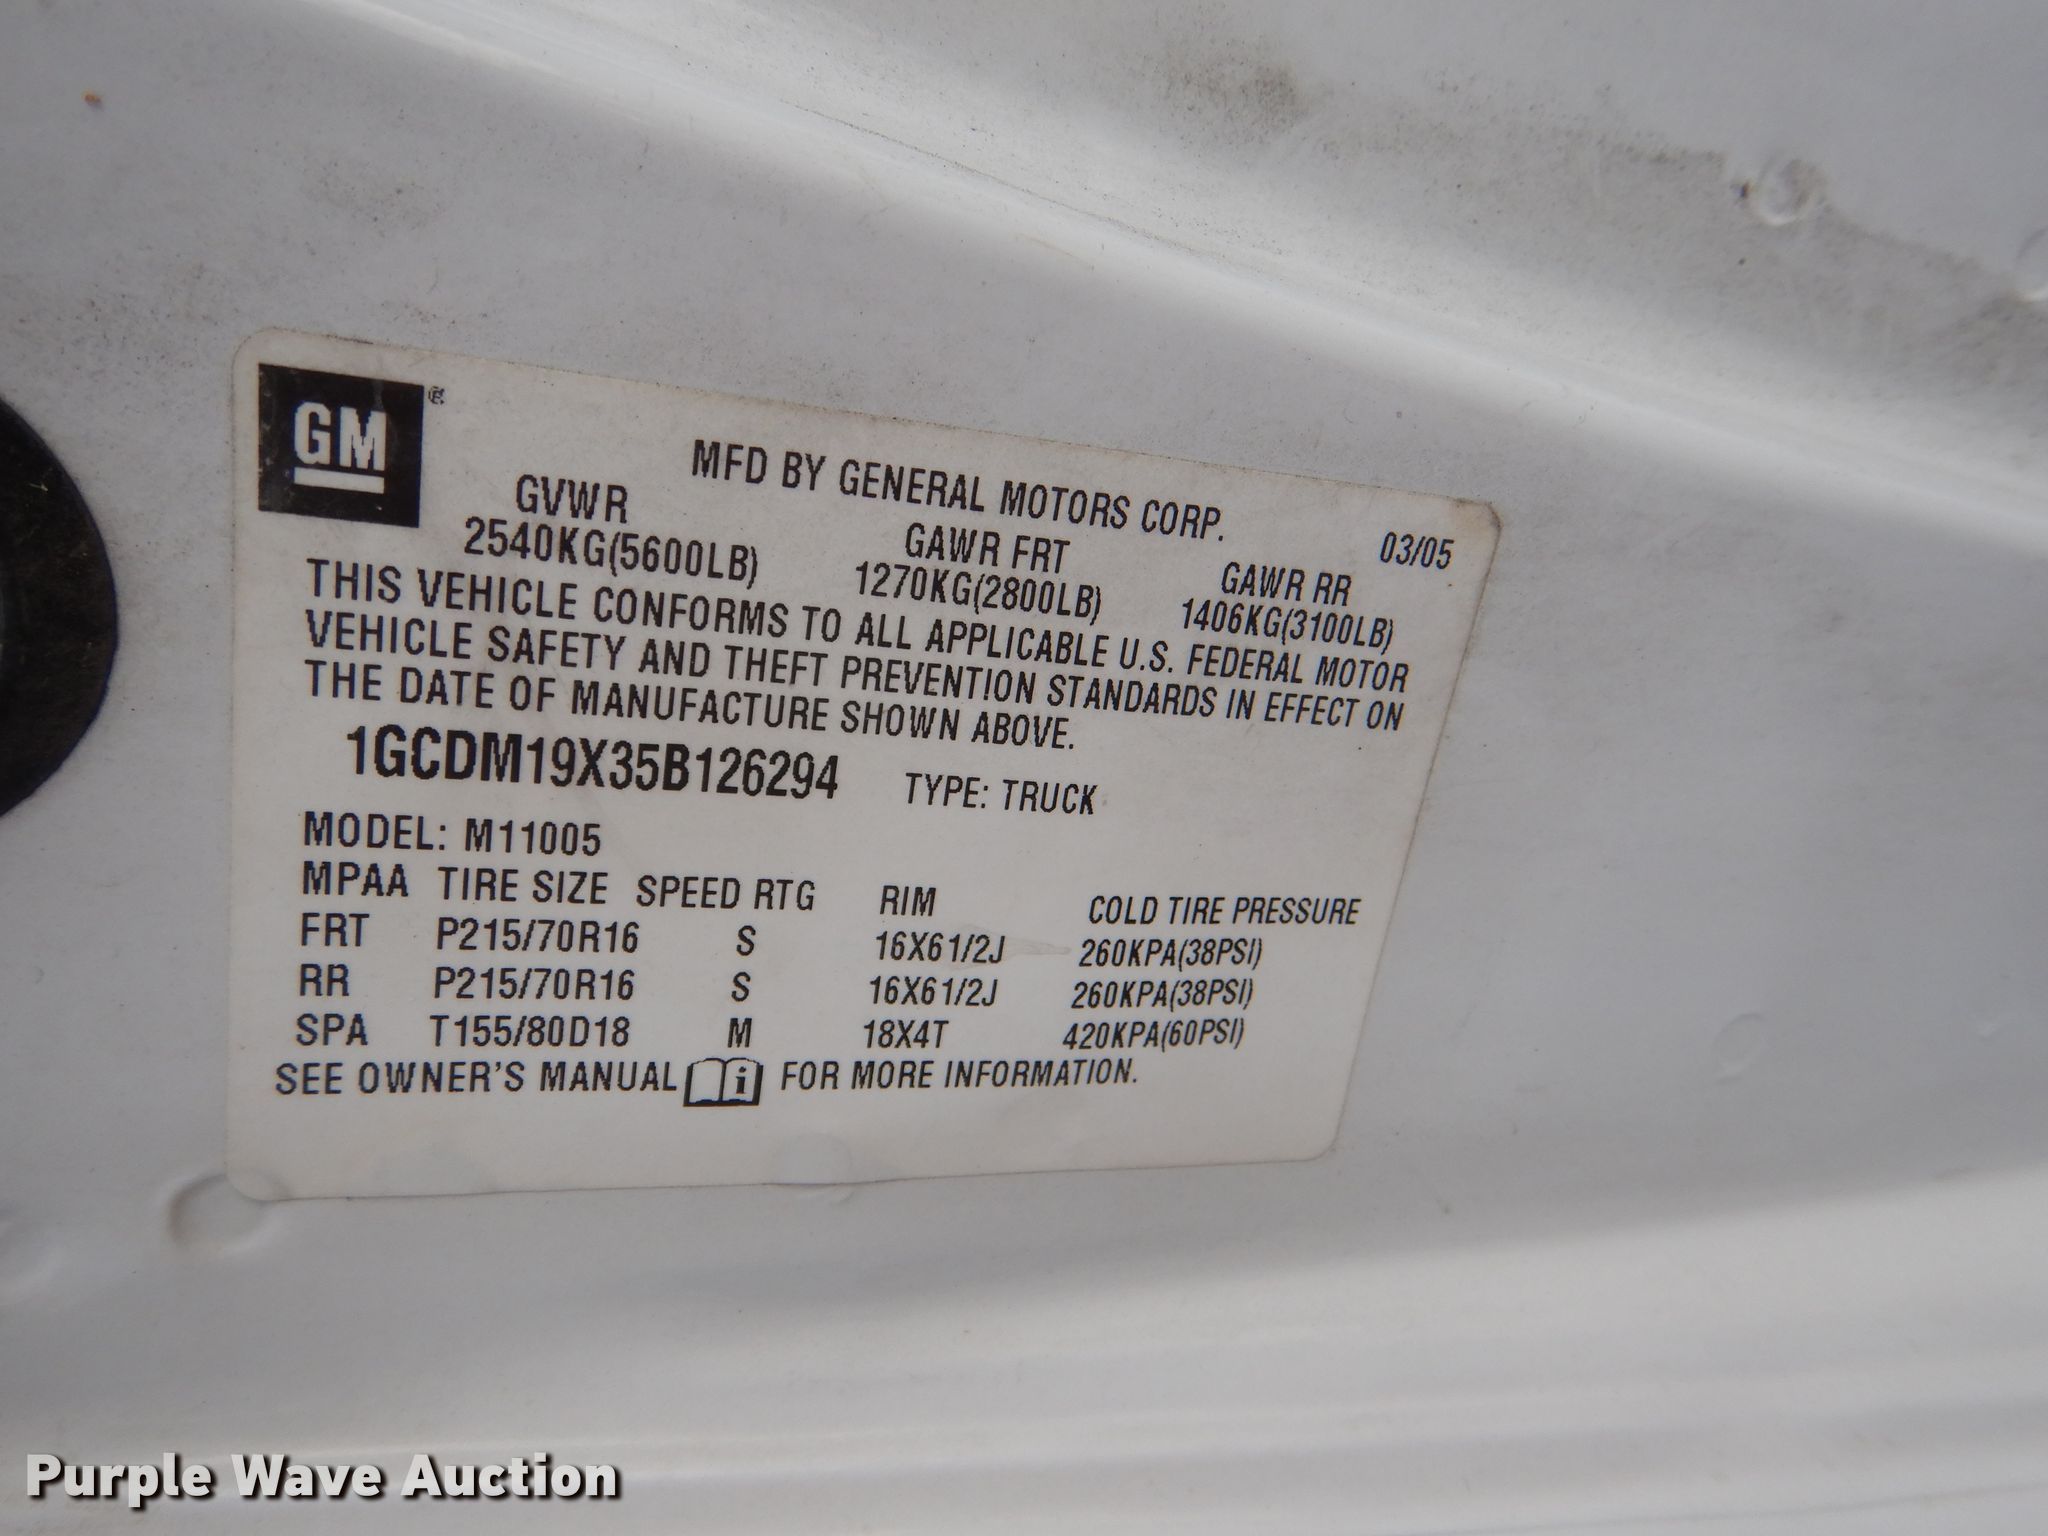 GM®
MFD BY GENERAL MOTORS CORP.
03/05
GVWR GAWR FRT GAWR RR
2540KG(5600LB) 1270KG(2800LB) 1406KG(3100LB)
THIS VEHICLE CONFORMS TO ALL APPLICABLE U.S. FEDERAL MOTOR
VEHICLE SAFETY AND THEFT PREVENTION STANDARDS IN EFFECT ON
THE DATE OF MANUFACTURE SHOWN ABOVE.
1GCDM19X35B126294 TYPE: TRUCK
MODEL: M11005
MPAA TIRE SIZE SPEED RTG RIM COLD TIRE PRESSURE
FRT P215/70R16 S 16X6 1/2J 260KPA(38PSI)
RR P215/70R16 S 16X6 1/2J 260KPA(38PSI)
SPA T155/80D18 M 18X4T 420KPA(60PSI)
SEE OWNER'S MANUAL i FOR MORE INFORMATION.
Purple Wave Auction